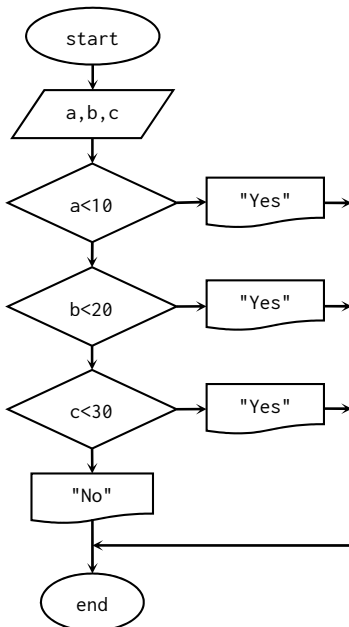 start
a,b,c
a<10
"Yes"
b<20
"Yes"
c<30
"Yes"
"No"
end